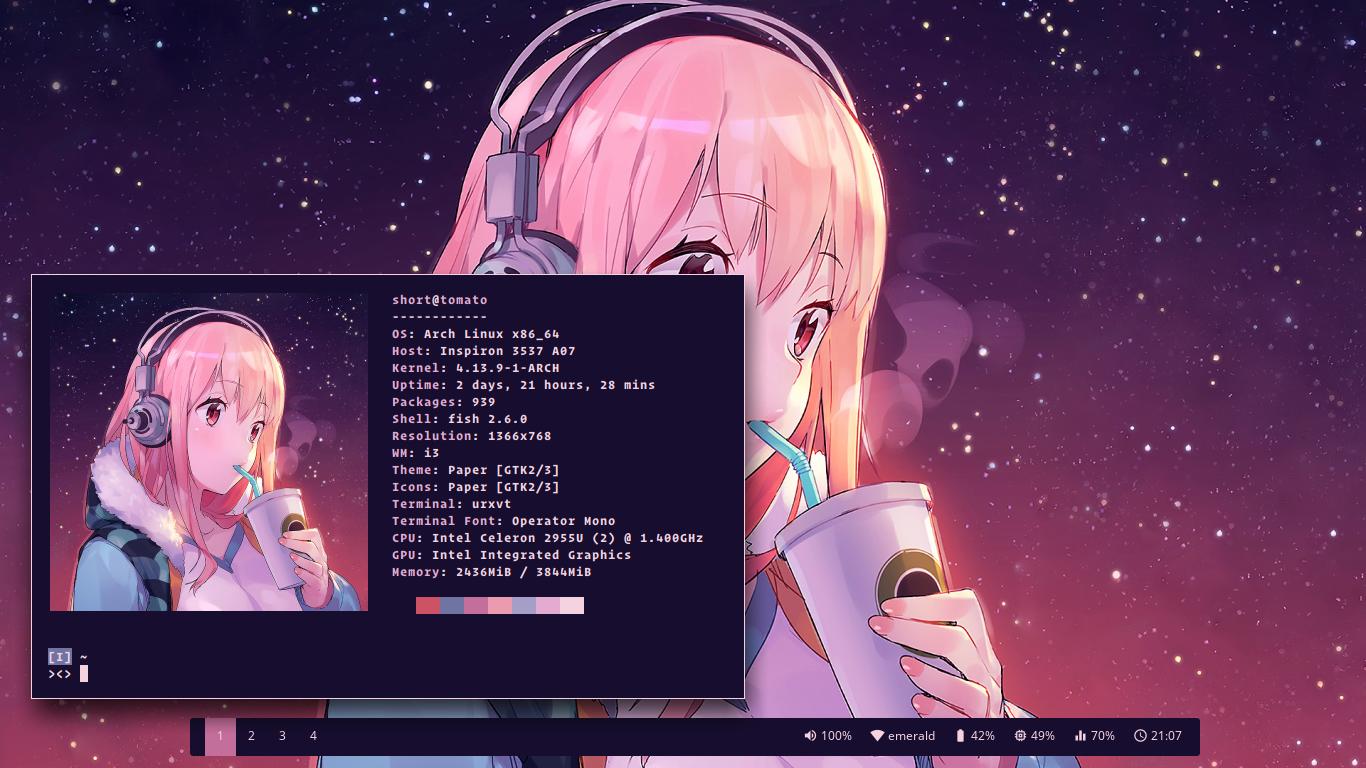 short@tomato
------------
OS: Arch Linux x86_64
Host: Inspiron 3537 A07
Kernel: 4.13.9-1-ARCH
Uptime: 2 days, 21 hours, 28 mins
Packages: 939
Shell: fish 2.6.0
Resolution: 1366x768
WM: i3
Theme: Paper [GTK2/3]
Icons: Paper [GTK2/3]
Terminal: urxvt
Terminal Font: Operator Mono
CPU: Intel Celeron 2955U (2) @ 1.400GHz
GPU: Intel Integrated Graphics
Memory: 2436MiB / 3844MiB
[I] ~
><>
1 2 3 4 100% emerald 42% 49% 70% 21:07